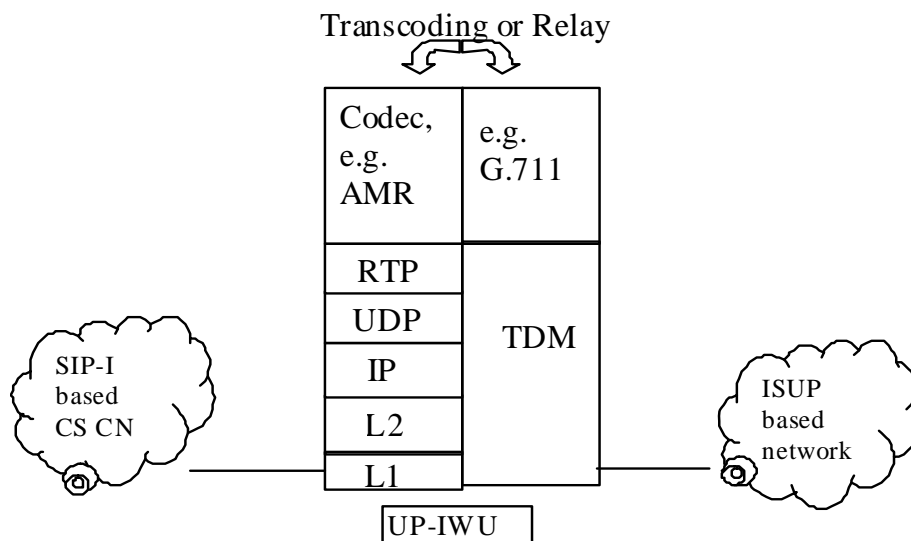 Transcoding or Relay
Codec,
e.g.
AMR
e.g.
G.711
RTP
UDP
IP
L2
L1
TDM
SIP-I
based
CS CN
ISUP
based
network
UP-IWU